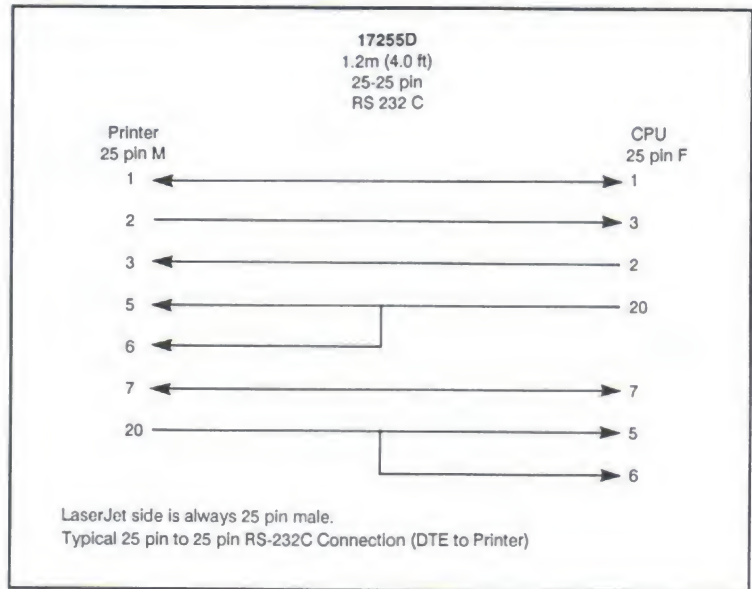 17255D
1.2m (4.0 ft)
25-25 pin
RS 232 C
Printer
25 pin M
CPU
25 pin F
1 1
2 3
3 2
5 20
6
7 7
20 5
6
LaserJet side is always 25 pin male.
Typical 25 pin to 25 pin RS-232C Connection (DTE to Printer)